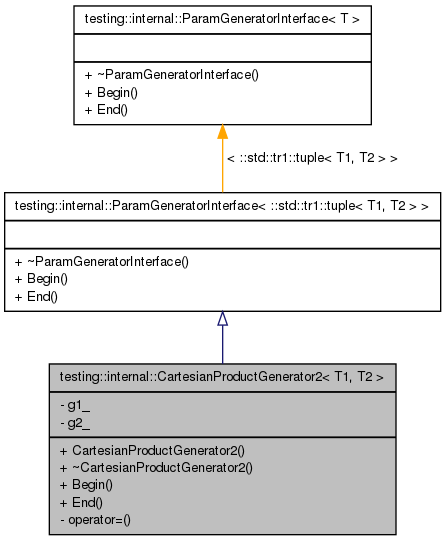 testing::internal::ParamGeneratorInterface< T >
+ ~ParamGeneratorInterface()
+ Begin()
+ End()
< ::std::tr1::tuple< T1, T2 > >
testing::internal::ParamGeneratorInterface< ::std::tr1::tuple< T1, T2 > >
+ ~ParamGeneratorInterface()
+ Begin()
+ End()
testing::internal::CartesianProductGenerator2< T1, T2 >
- g1_
- g2_
+ CartesianProductGenerator2()
+ ~CartesianProductGenerator2()
+ Begin()
+ End()
- operator=()